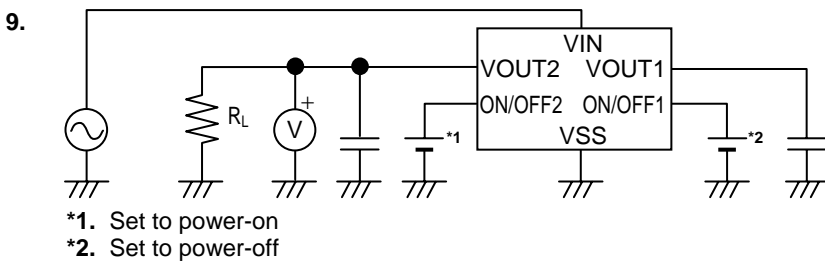 9.
VIN
VOUT2 VOUT1
ON/OFF2 ON/OFF1
VSS
RL
+
V
*1
*2
*1. Set to power-on
*2. Set to power-off